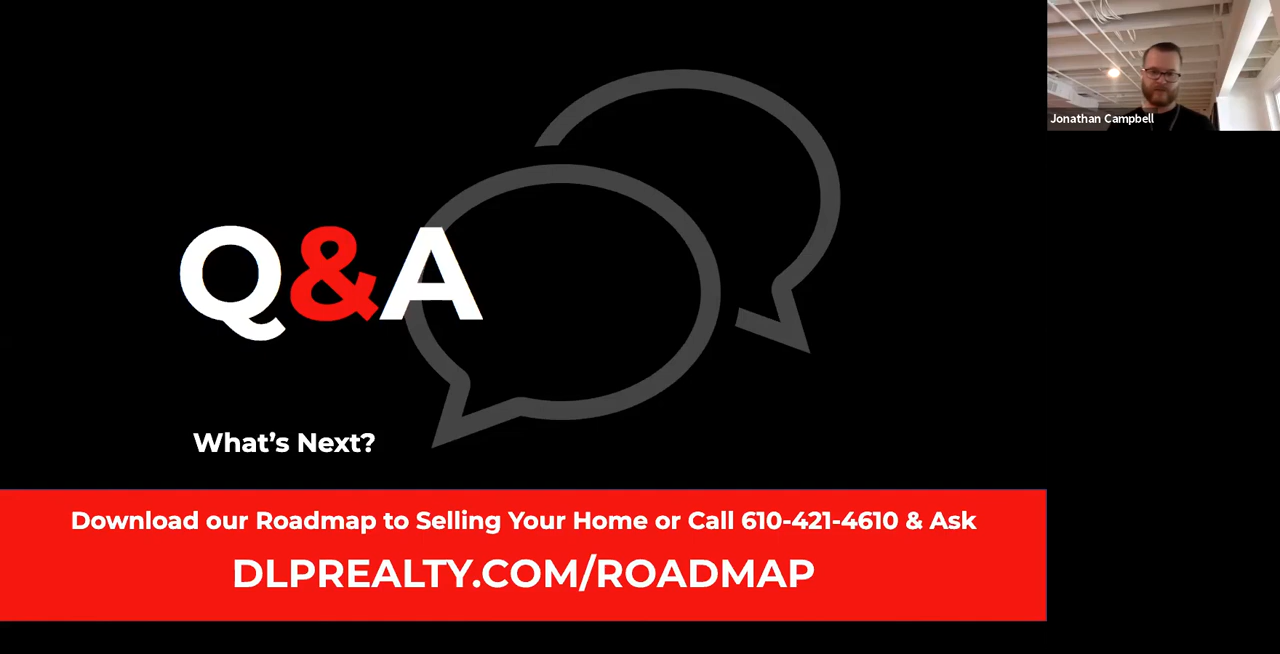 Jonathan Campbell
Q&A
What's Next?
Download our Roadmap to Selling Your Home or Call 610-421-4610 & Ask
DLPREALTY.COM/ROADMAP